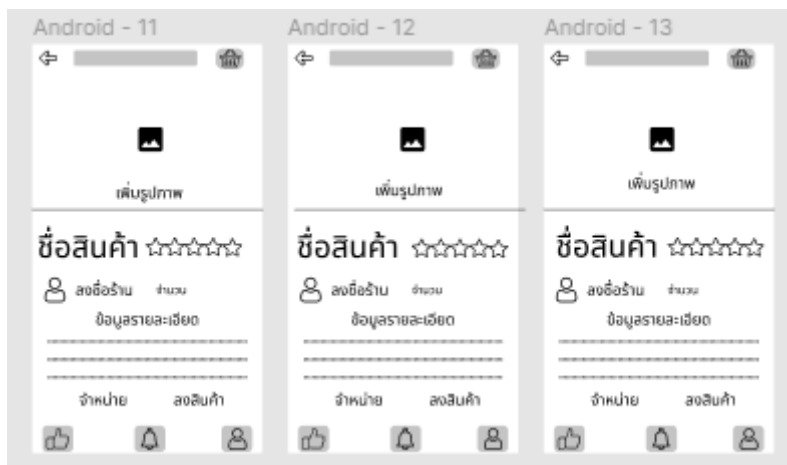 Android - 11
เพิ่มรูปภาพ
ชื่อสินค้า
ลงชื่อร้าน จำนวน
ข้อมูลรายละเอียด
จำหน่าย ลงสินค้า
Android - 12
เพิ่มรูปภาพ
ชื่อสินค้า
ลงชื่อร้าน จำนวน
ข้อมูลรายละเอียด
จำหน่าย ลงสินค้า
Android - 13
เพิ่มรูปภาพ
ชื่อสินค้า
ลงชื่อร้าน จำนวน
ข้อมูลรายละเอียด
จำหน่าย ลงสินค้า